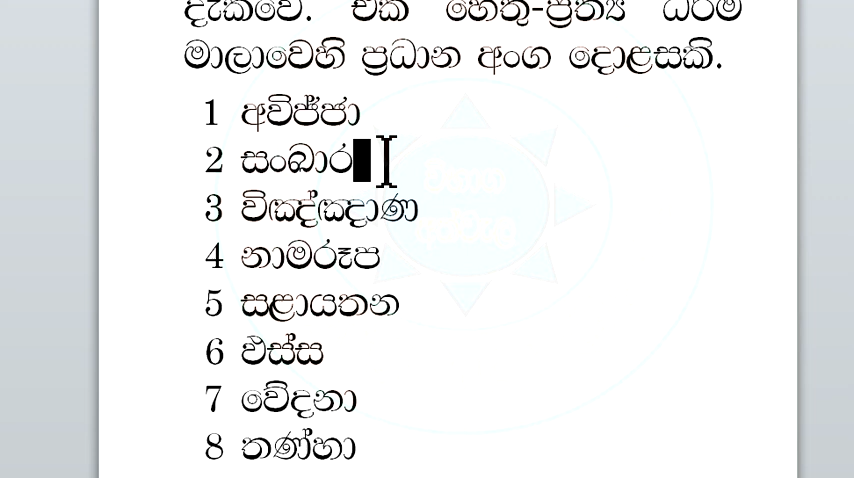 දැක්වේ. ඒක් හේතු-ප්‍රත්‍ය ධර්ම
මාලාවෙහි ප්‍රධාන අංග දොළසකි.
1 අවිජ්ජා
2 සංඛාර
3 විඤ්ඤාණ
4 නාමරූප
5 සළායතන
6 ඵස්ස
7 වේදනා
8 තණ්හා